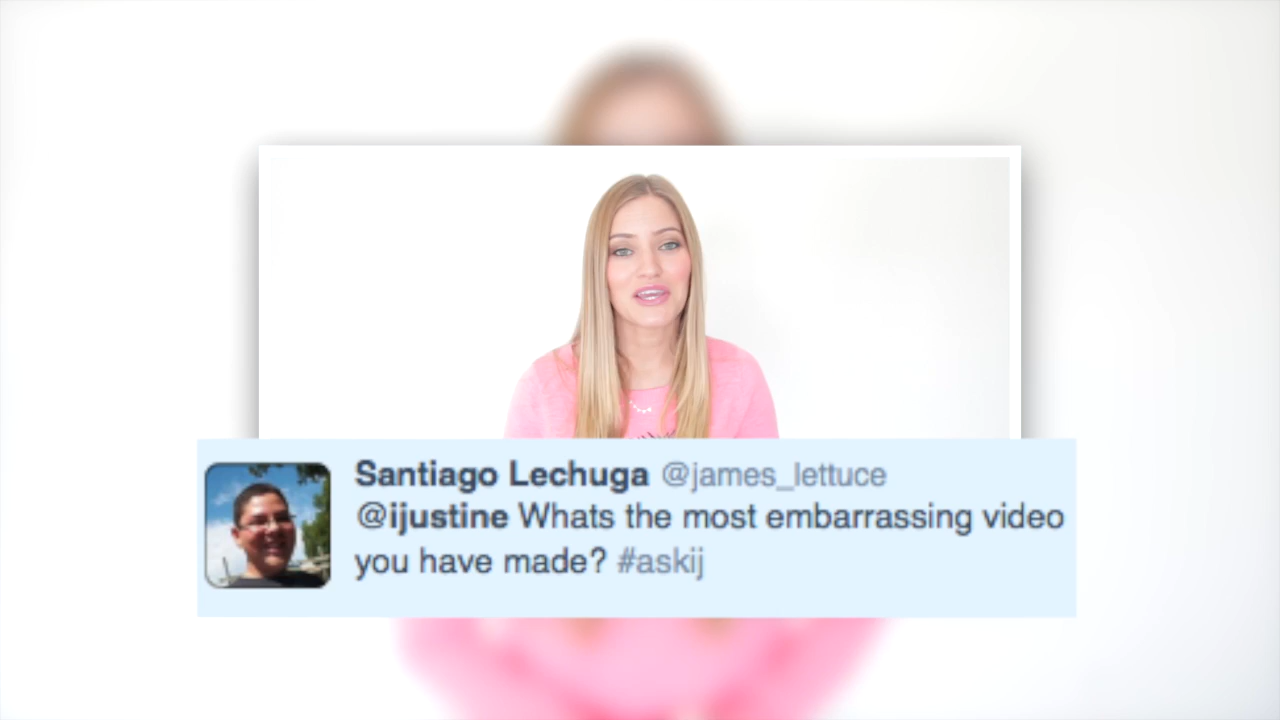 Santiago Lechuga @james_lettuce
@ijustine Whats the most embarrassing video
you have made? #askij